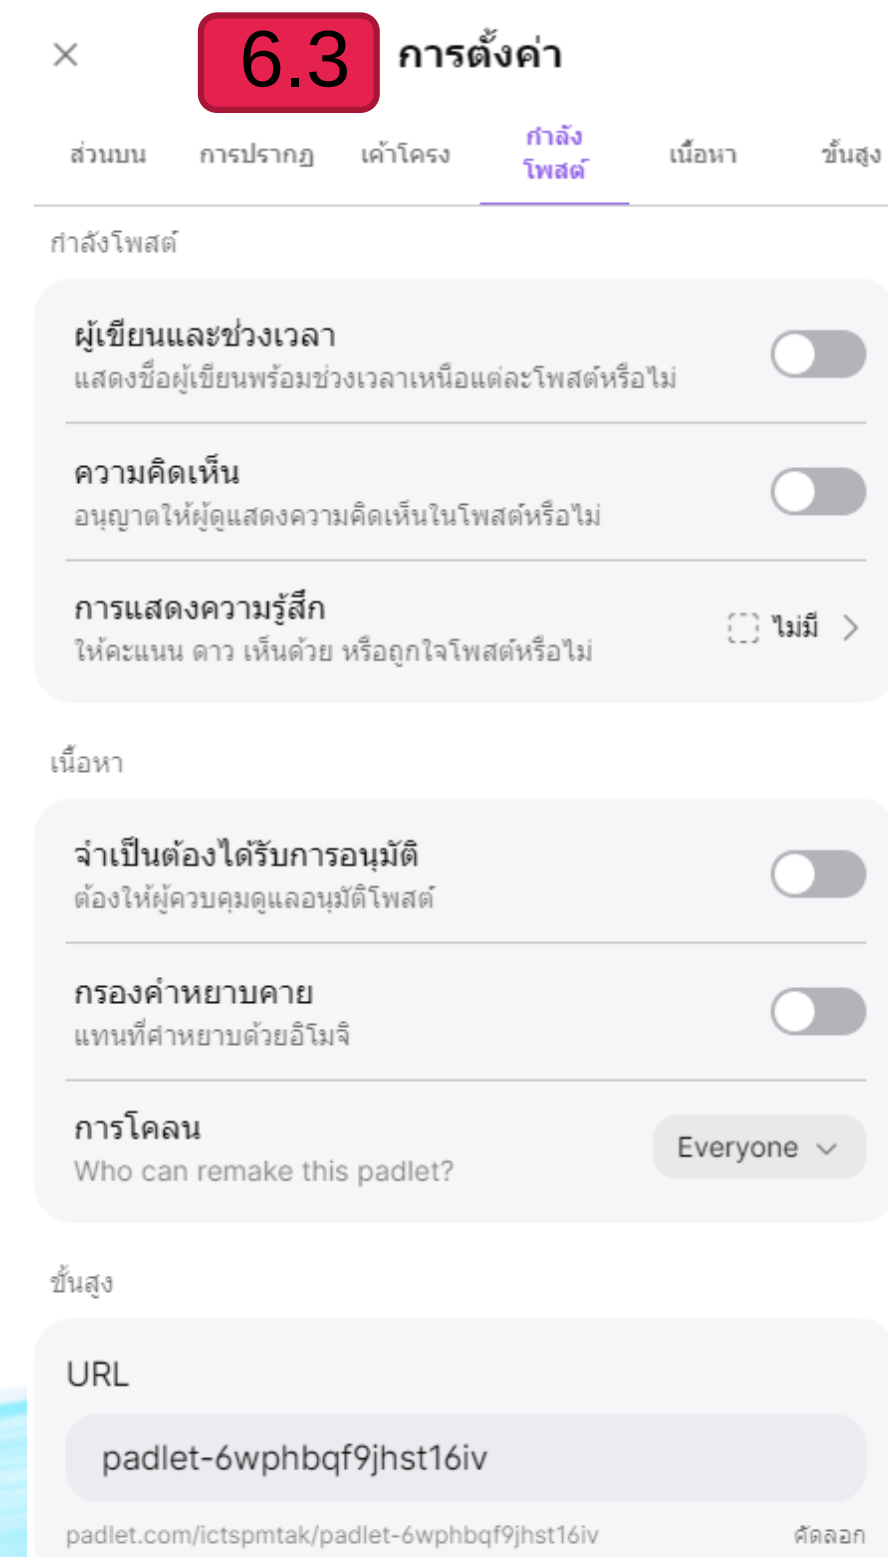 6.3 การตั้งค่า
ส่วนบน การปรากฏ เค้าโครง กำลังโพสต์ เนื้อหา ขั้นสูง
กำลังโพสต์
ผู้เขียนและช่วงเวลา
แสดงชื่อผู้เขียนพร้อมช่วงเวลาเหนือแต่ละโพสต์หรือไม่
ความคิดเห็น
อนุญาตให้ผู้ดูแสดงความคิดเห็นในโพสต์หรือไม่
การแสดงความรู้สึก
ให้คะแนน ดาว เห็นด้วย หรือถูกใจโพสต์หรือไม่
ไม่มี
เนื้อหา
จำเป็นต้องได้รับการอนุมัติ
ต้องให้ผู้ควบคุมดูแลอนุมัติโพสต์
กรองคำหยาบคาย
แทนที่คำหยาบด้วยอิโมจิ
การโคลน
Who can remake this padlet?
Everyone
ขั้นสูง
URL
padlet-6wphbqf9jhst16iv
padlet.com/ictspmtak/padlet-6wphbqf9jhst16iv คัดลอก